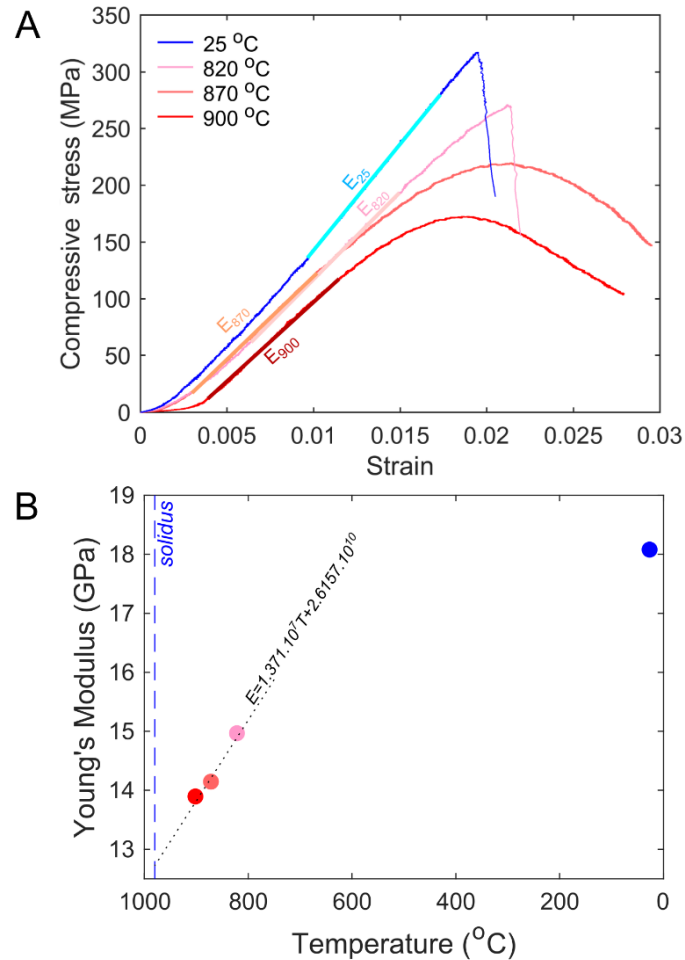 A
350
300
250
200
150
100
50
0
Compressive stress (MPa)
25 °C
820 °C
870 °C
900 °C
E₂₅
E₈₂₀
E₈₇₀
E₉₀₀
0 0.005 0.01 0.015 0.02 0.025 0.03
Strain
B
19
18
17
16
15
14
13
Young's Modulus (GPa)
solidus
E=1.371.10⁷T+2.6157.10¹⁰
1000 800 600 400 200 0
Temperature (°C)